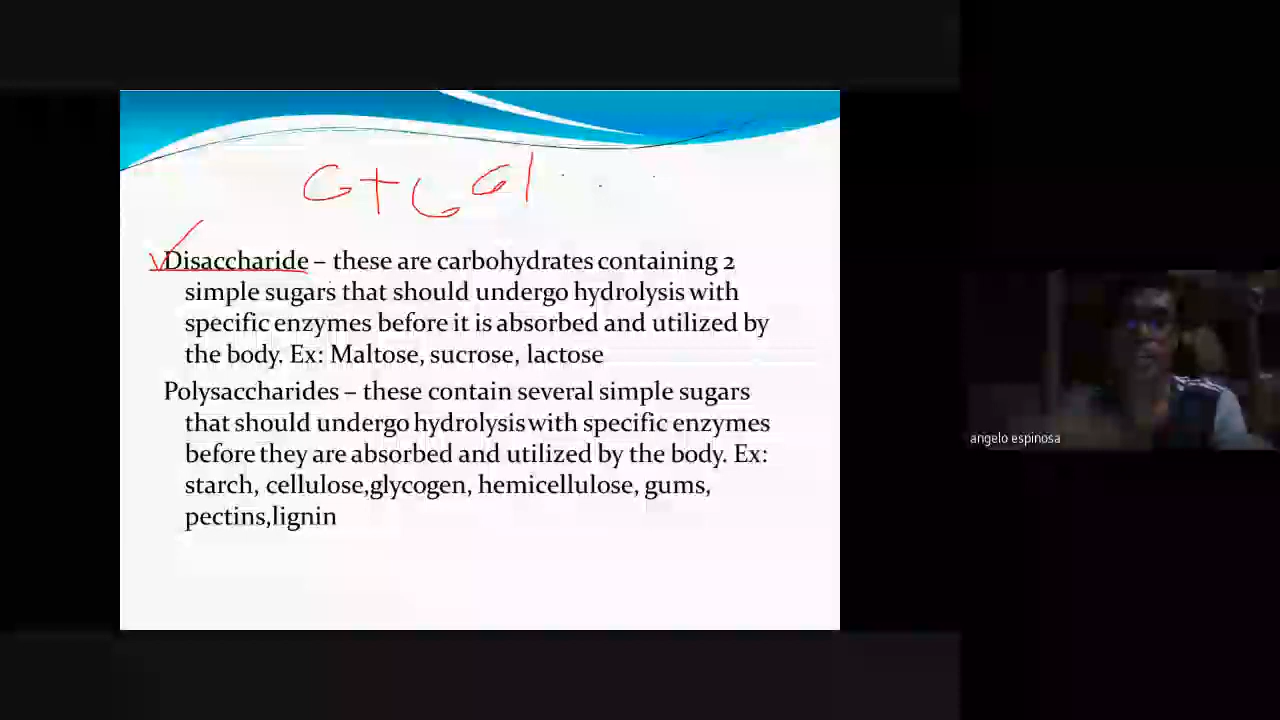 G+G Gl
Disaccharide – these are carbohydrates containing 2
simple sugars that should undergo hydrolysis with
specific enzymes before it is absorbed and utilized by
the body. Ex: Maltose, sucrose, lactose
Polysaccharides – these contain several simple sugars
that should undergo hydrolysis with specific enzymes
before they are absorbed and utilized by the body. Ex:
starch, cellulose,glycogen, hemicellulose, gums,
pectins,lignin
angelo espinosa